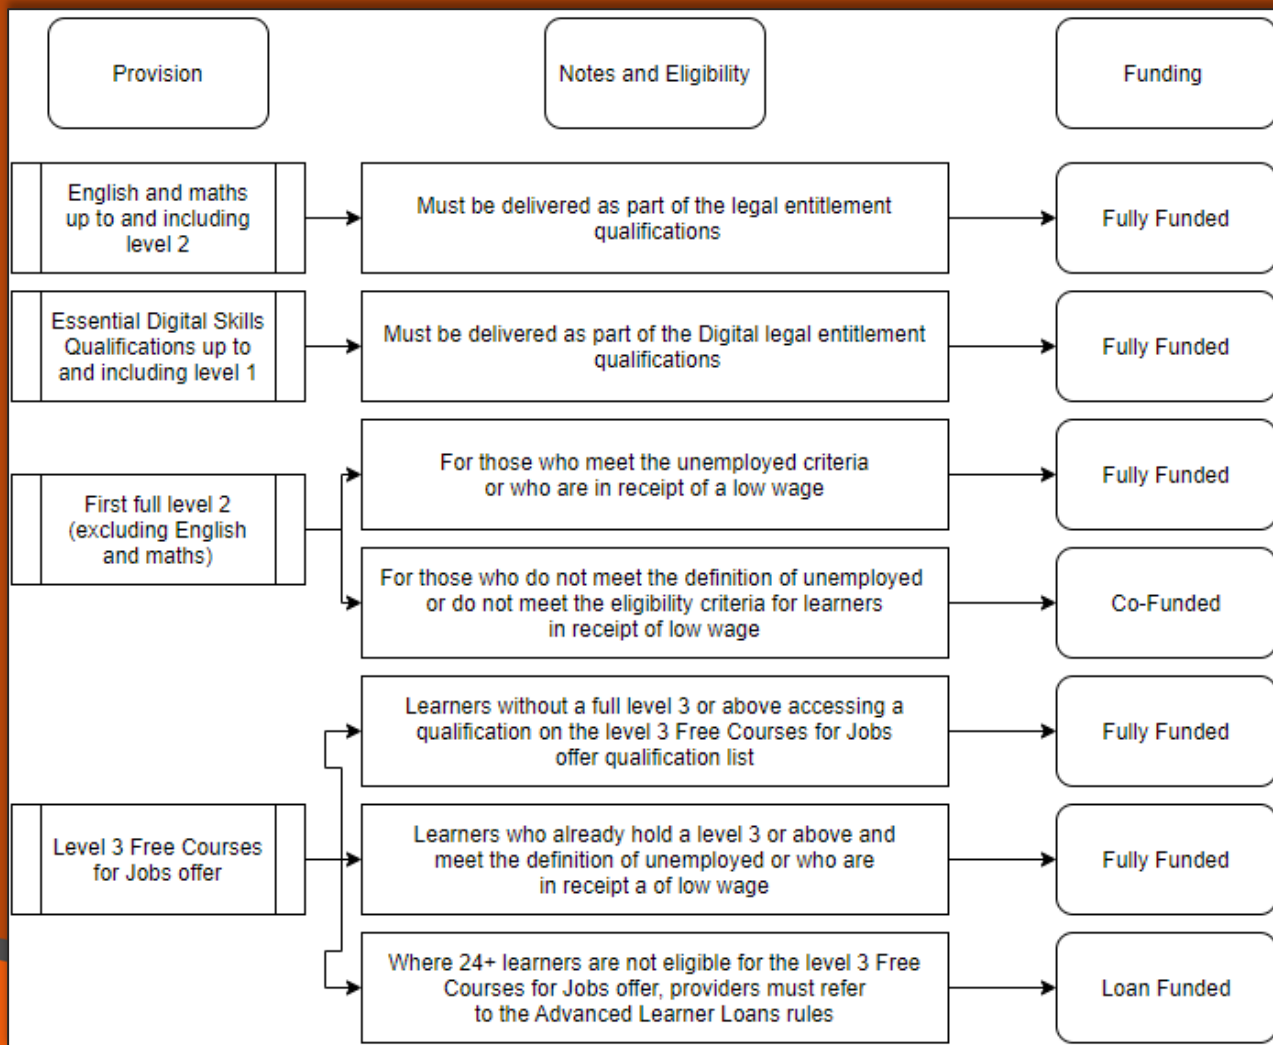 Provision
Notes and Eligibility
Funding
English and maths
up to and including
level 2
Must be delivered as part of the legal entitlement
qualifications
Fully Funded
Essential Digital Skills
Qualifications up to
and including level 1
Must be delivered as part of the Digital legal entitlement
qualifications
Fully Funded
First full level 2
(excluding English
and maths)
For those who meet the unemployed criteria
or who are in receipt of a low wage
Fully Funded
For those who do not meet the definition of unemployed
or do not meet the eligibility criteria for learners
in receipt of low wage
Co-Funded
Level 3 Free Courses
for Jobs offer
Learners without a full level 3 or above accessing a
qualification on the level 3 Free Courses for Jobs
offer qualification list
Fully Funded
Learners who already hold a level 3 or above and
meet the definition of unemployed or who are
in receipt a of low wage
Fully Funded
Where 24+ learners are not eligible for the level 3 Free
Courses for Jobs offer, providers must refer
to the Advanced Learner Loans rules
Loan Funded